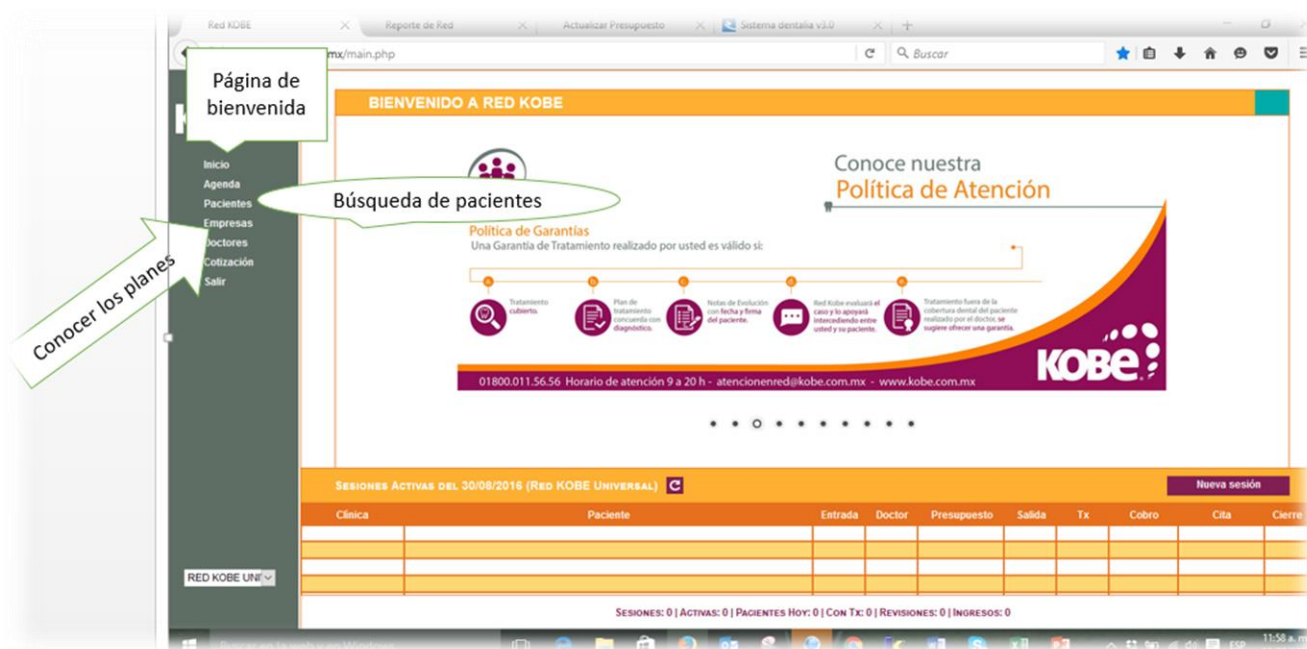 Red KOBE
Reporte de Red
Actualizar Presupuesto
Sistema dentalia v3.0
mx/main.php
Buscar
Página de
bienvenida
BIENVENIDO A RED KOBE
Inicio
Agenda
Pacientes
Empresas
Doctores
Cotización
Salir
Búsqueda de pacientes
Conocer los planes
Conoce nuestra
Política de Atención
Política de Garantías
Una Garantía de Tratamiento realizado por usted es válido si:
a
b
c
d
e
Tratamiento
cubierto.
Plan de
tratamiento
concuerda con
diagnóstico.
Notas de Evolución
con fecha y firma
del paciente.
Red Kobe evaluará el
caso y lo apoyará
intercediendo entre
usted y su paciente.
Tratamiento fuera de la
cobertura dental del paciente
realizado por el doctor, se
sugiere ofrecer una garantía.
KOBE
01800.011.56.56 Horario de atención 9 a 20 h - atencionenred@kobe.com.mx - www.kobe.com.mx
SESIONES ACTIVAS DEL 30/08/2016 (RED KOBE UNIVERSAL)
Nueva sesión
Clínica Paciente Entrada Doctor Presupuesto Salida Tx Cobro Cita Cierre
RED KOBE UNI
SESIONES: 0 | ACTIVAS: 0 | PACIENTES HOY: 0 | CON TX: 0 | REVISIONES: 0 | INGRESOS: 0
Buscar en la web y en Windows
ESP
11:58 a. m